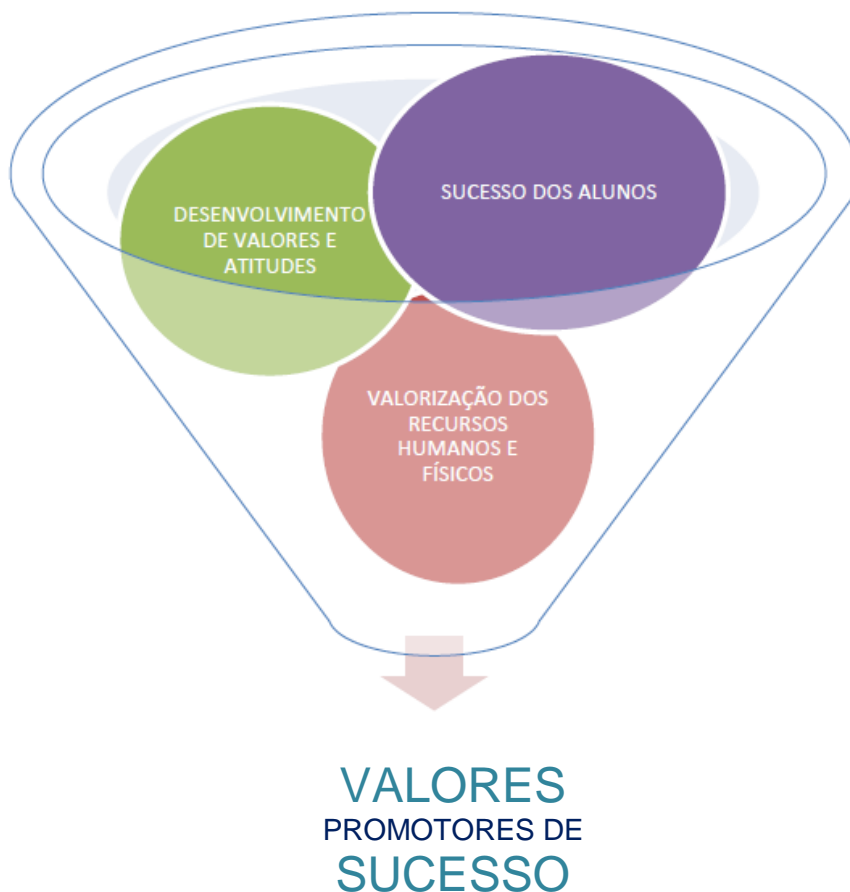 SUCESSO DOS ALUNOS
DESENVOLVIMENTO
DE VALORES E
ATITUDES
VALORIZAÇÃO DOS
RECURSOS
HUMANOS E
FÍSICOS
VALORES
PROMOTORES DE
SUCESSO